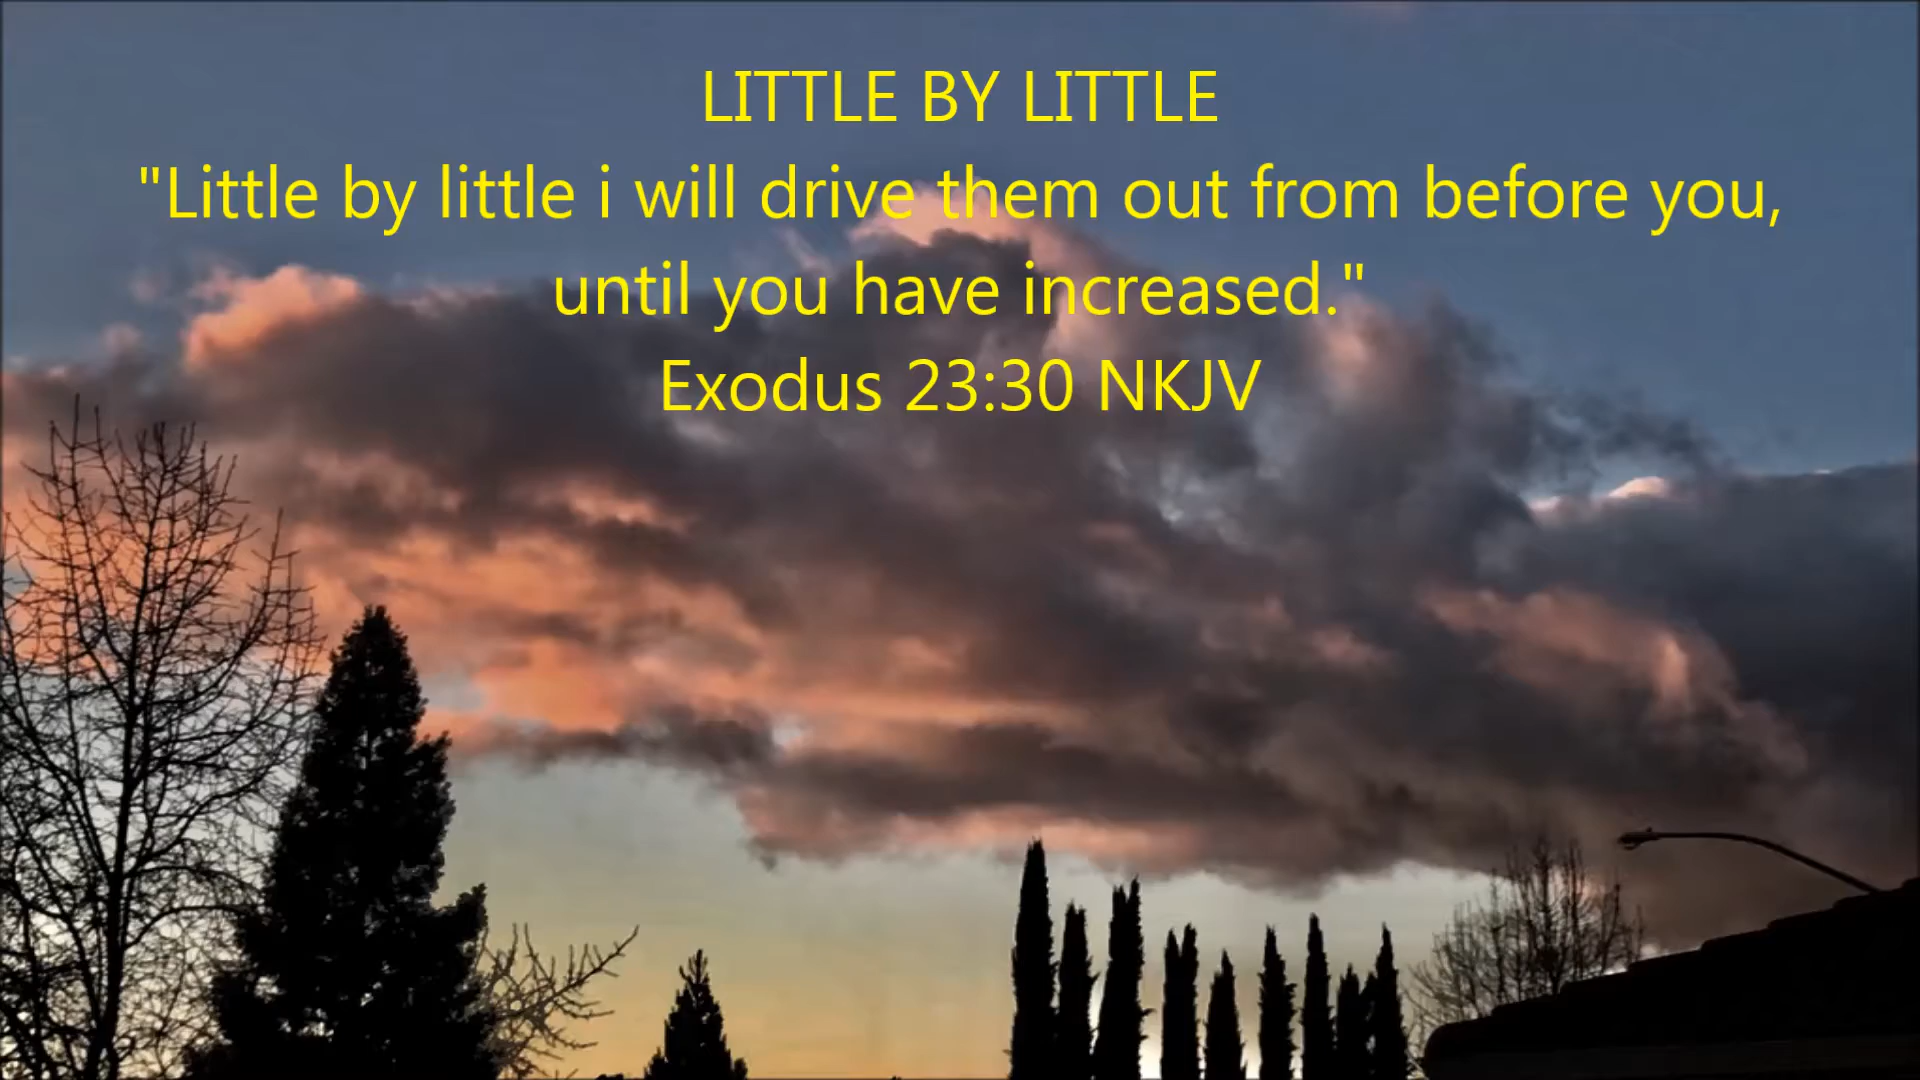 LITTLE BY LITTLE
"Little by little i will drive them out from before you,
until you have increased."
Exodus 23:30 NKJV